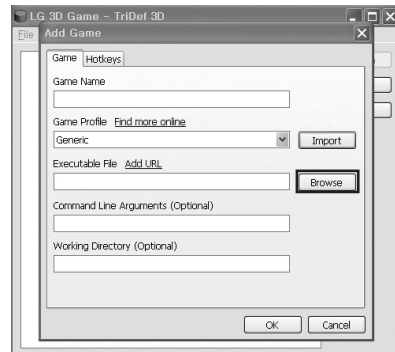 LG 3D Game - TriDef 3D
File
Add Game
Game Hotkeys
Game Name
Game Profile Find more online
Generic Import
Executable File Add URL
Browse
Command Line Arguments (Optional)
Working Directory (Optional)
OK Cancel